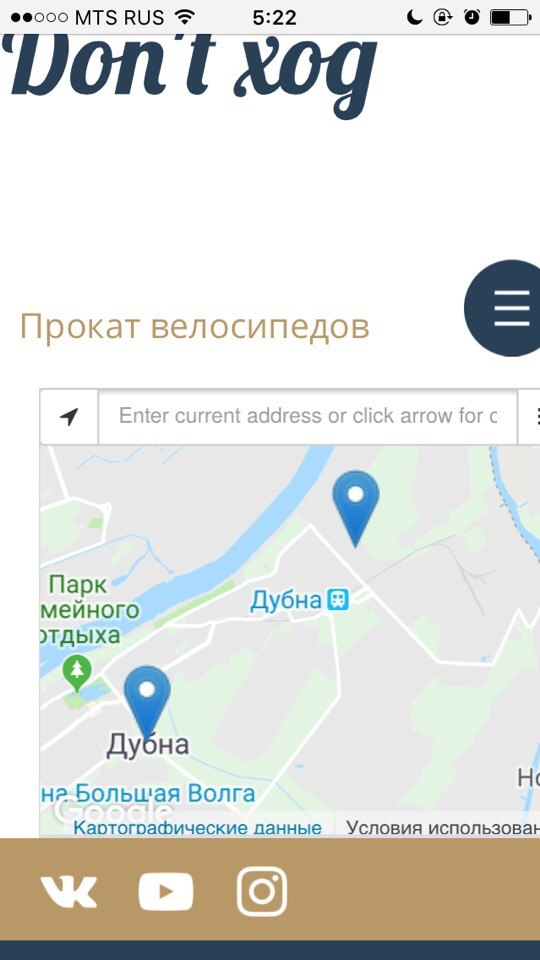 MTS RUS 5:22
Don't xog
Прокат велосипедов
Enter current address or click arrow for c
Дубна
Парк
мейного
отдыха
Дубна
на Большая Волга
Но
Google
Картографические данные Условия использован